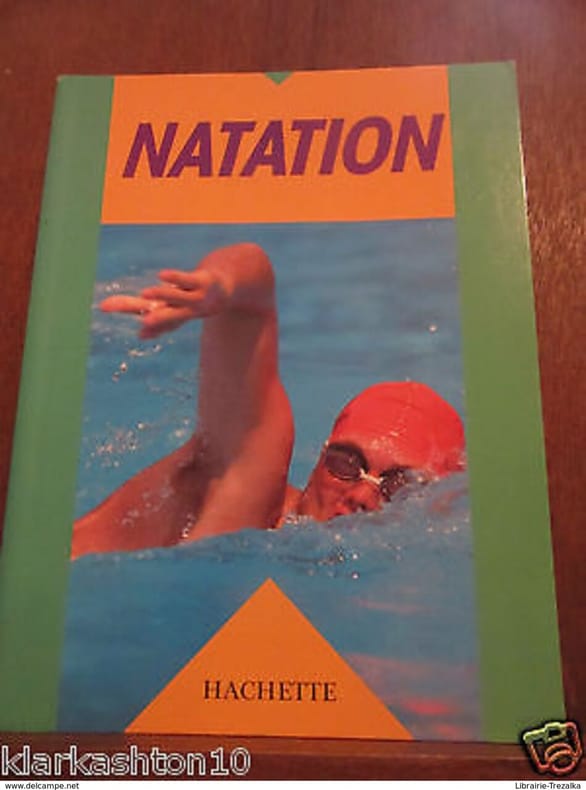 NATATION
HACHETTE
klarkashton10
www.delcampe.net
Librairie-Trezalka